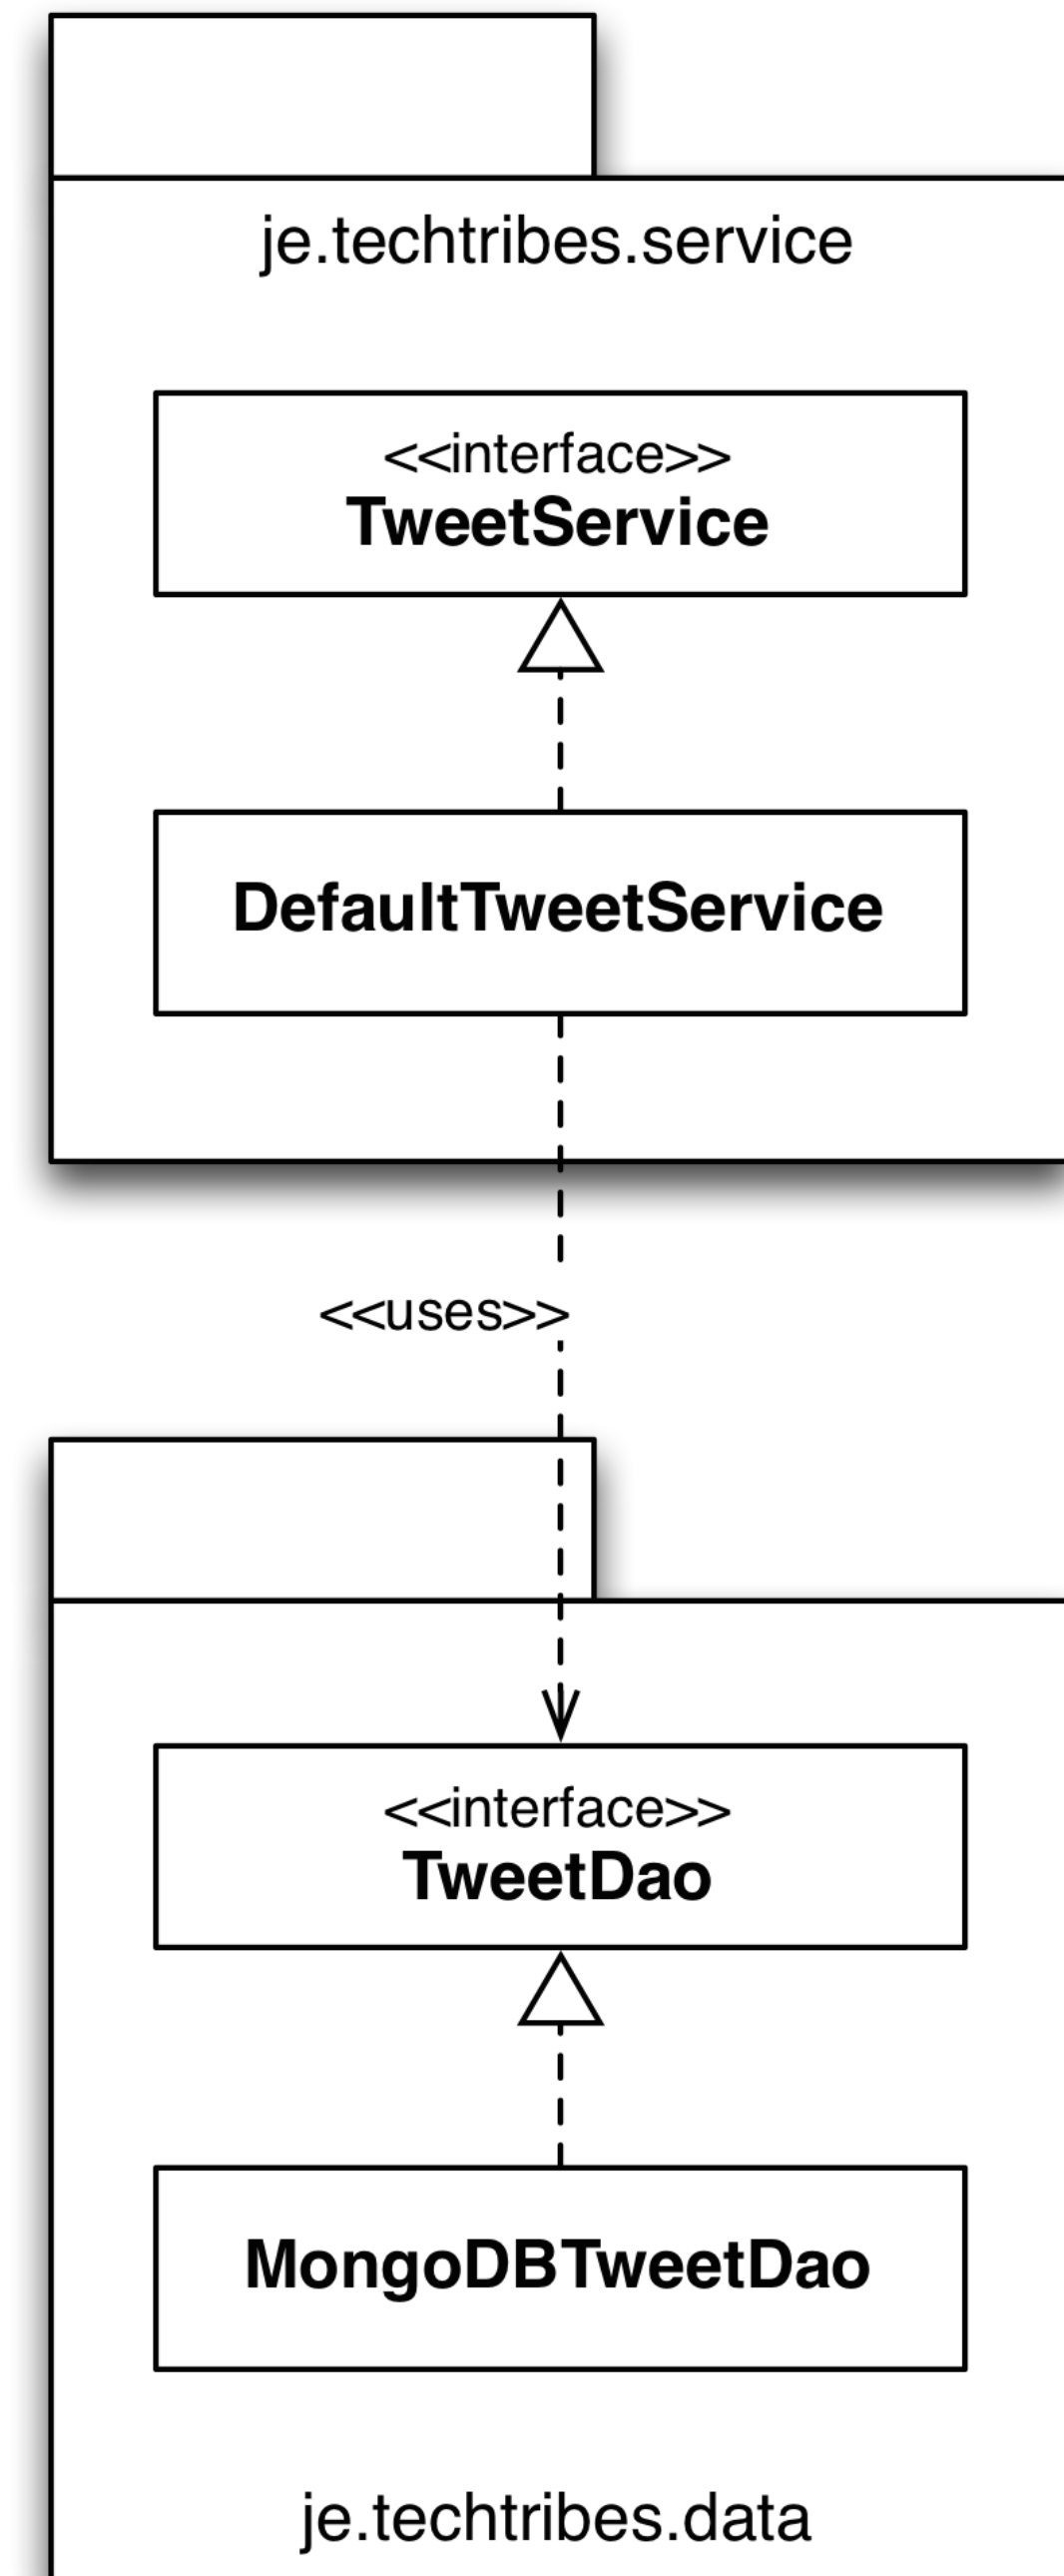 je.techtribes.service
<<interface>>
TweetService
DefaultTweetService
<<uses>>
<<interface>>
TweetDao
MongoDBTweetDao
je.techtribes.data